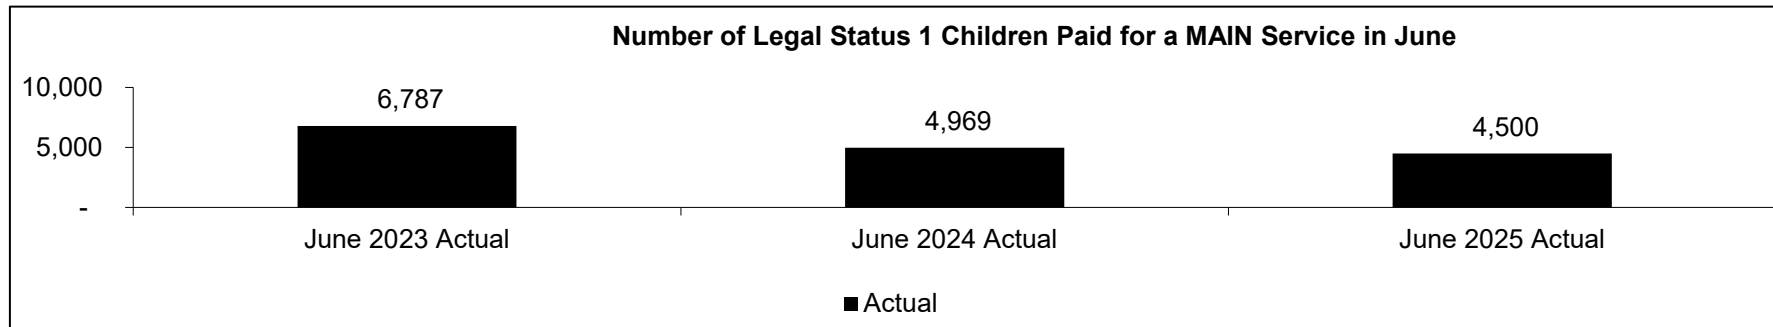 Number of Legal Status 1 Children Paid for a MAIN Service in June
10,000
5,000
-
6,787
4,969
4,500
June 2023 Actual
June 2024 Actual
June 2025 Actual
Actual